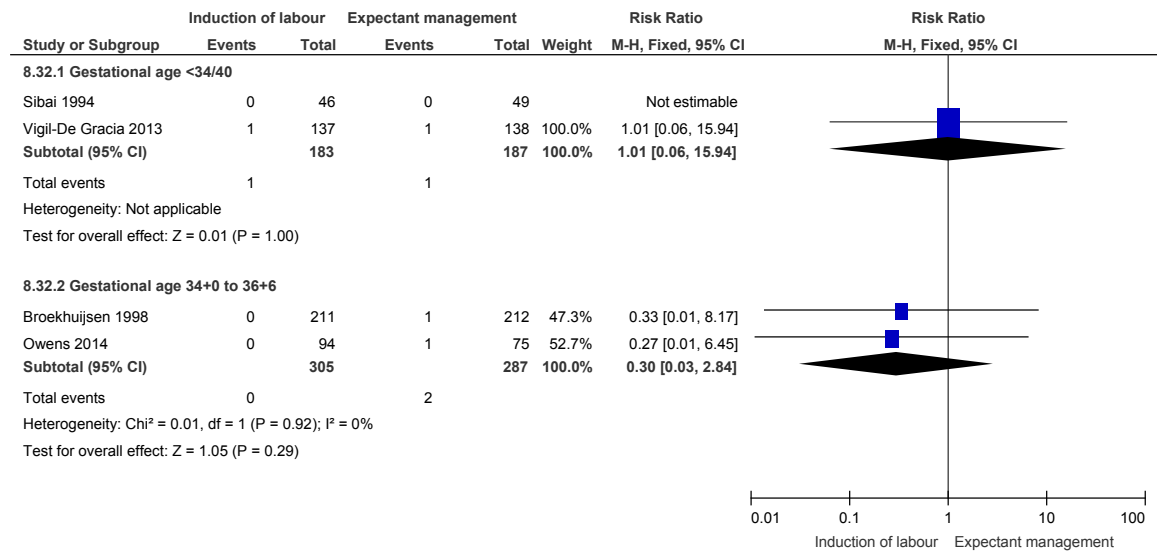 Induction of labour Expectant management Risk Ratio Risk Ratio
Study or Subgroup Events Total Events Total Weight M-H, Fixed, 95% CI M-H, Fixed, 95% CI
8.32.1 Gestational age <34/40
Sibai 1994 0 46 0 49 Not estimable
Vigil-De Gracia 2013 1 137 1 138 100.0% 1.01 [0.06, 15.94]
Subtotal (95% CI) 183 187 100.0% 1.01 [0.06, 15.94]
Total events 1 1
Heterogeneity: Not applicable
Test for overall effect: Z = 0.01 (P = 1.00)
8.32.2 Gestational age 34+0 to 36+6
Broekhuijsen 1998 0 211 1 212 47.3% 0.33 [0.01, 8.17]
Owens 2014 0 94 1 75 52.7% 0.27 [0.01, 6.45]
Subtotal (95% CI) 305 287 100.0% 0.30 [0.03, 2.84]
Total events 0 2
Heterogeneity: Chi² = 0.01, df = 1 (P = 0.92); I² = 0%
Test for overall effect: Z = 1.05 (P = 0.29)
0.01 0.1 1 10 100
Induction of labour Expectant management